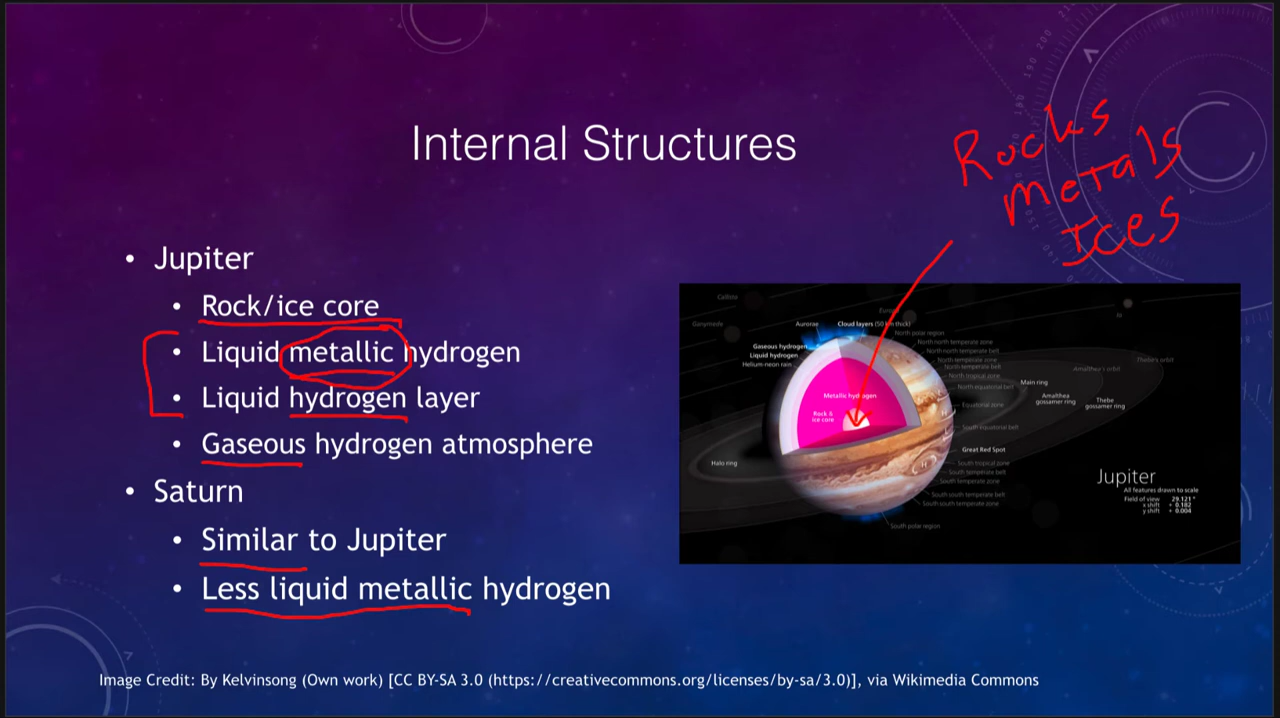 Internal Structures
Rocks
metals
Ices
• Jupiter
• Rock/ice core
• Liquid metallic hydrogen
• Liquid hydrogen layer
• Gaseous hydrogen atmosphere
• Saturn
• Similar to Jupiter
• Less liquid metallic hydrogen
Callisto
Ganymede
Europa
Io
Aurorae
Cloud layers (50 km thick)
Gaseous hydrogen
Liquid hydrogen
Helium-neon rain
Metallic hydrogen
Rock &
ice core
Halo ring
North polar region
North north temperate zone
North north temperate belt
North temperate zone
North temperate belt
North tropical zone
North equatorial belt
Equatorial zone
South equatorial belt
Great Red Spot
South tropical zone
South temperate belt
South temperate zone
South south temperate belt
South south temperate zone
South polar region
Main ring
Amalthea
gossamer ring
Thebe
gossamer ring
Amalthea's orbit
Thebe's orbit
Jupiter
All features drawn to scale
Field of view 29.121 °
x shift + 0.182
y shift + 0.004
Image Credit: By Kelvinsong (Own work) [CC BY-SA 3.0 (https://creativecommons.org/licenses/by-sa/3.0)], via Wikimedia Commons